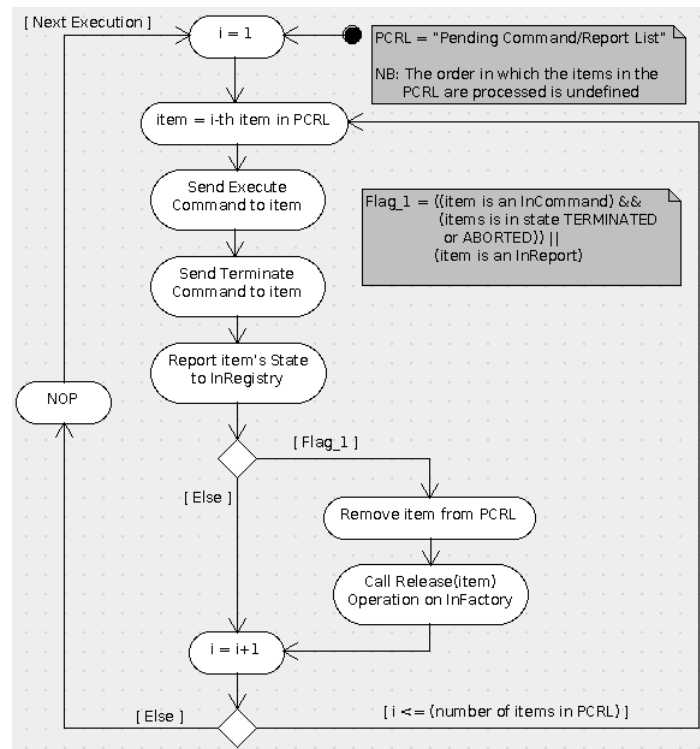 [ Next Execution ]
i = 1
PCRL = "Pending Command/Report List"
NB: The order in which the items in the
PCRL are processed is undefined
item = i-th item in PCRL
Send Execute
Command to item
Flag_1 = ((item is an InCommand) &&
(items is in state TERMINATED
or ABORTED)) ||
(item is an InReport)
Send Terminate
Command to item
Report item's State
to InRegistry
NOP
[ Flag_1 ]
[ Else ]
Remove item from PCRL
Call Release(item)
Operation on InFactory
i = i+1
[ Else ]
[ i <= (number of items in PCRL) ]